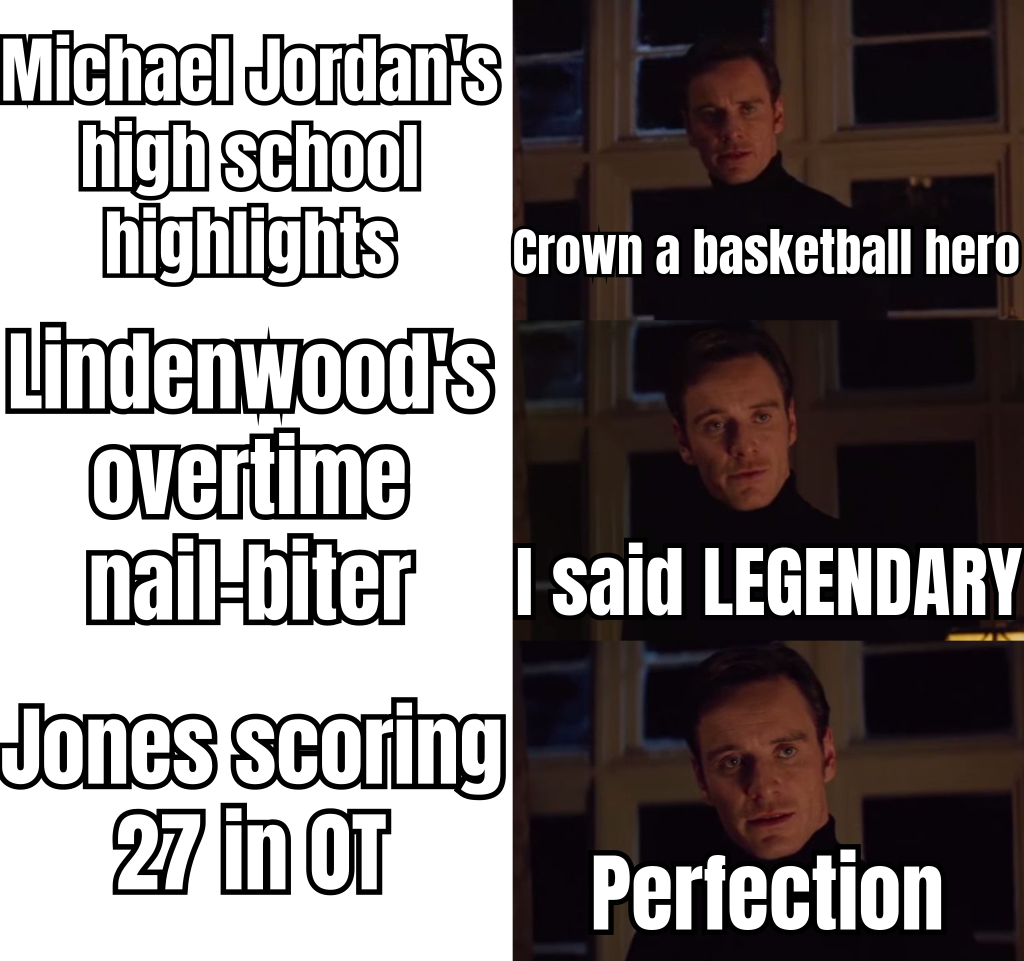 Michael Jordan's
high school
highlights
Crown a basketball hero
Lindenwood's
overtime
nail-biter
I said LEGENDARY
Jones scoring
27 in OT
Perfection